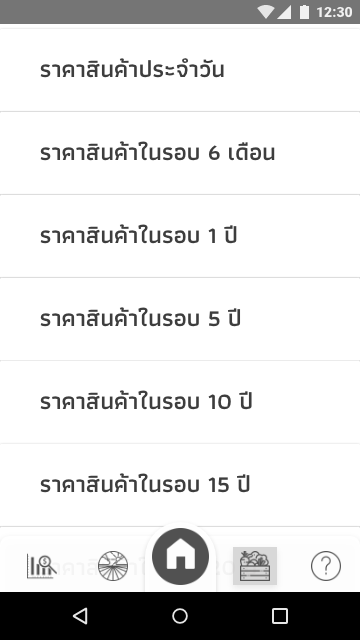 12:30
ราคาสินค้าประจำวัน
ราคาสินค้าในรอบ 6 เดือน
ราคาสินค้าในรอบ 1 ปี
ราคาสินค้าในรอบ 5 ปี
ราคาสินค้าในรอบ 10 ปี
ราคาสินค้าในรอบ 15 ปี